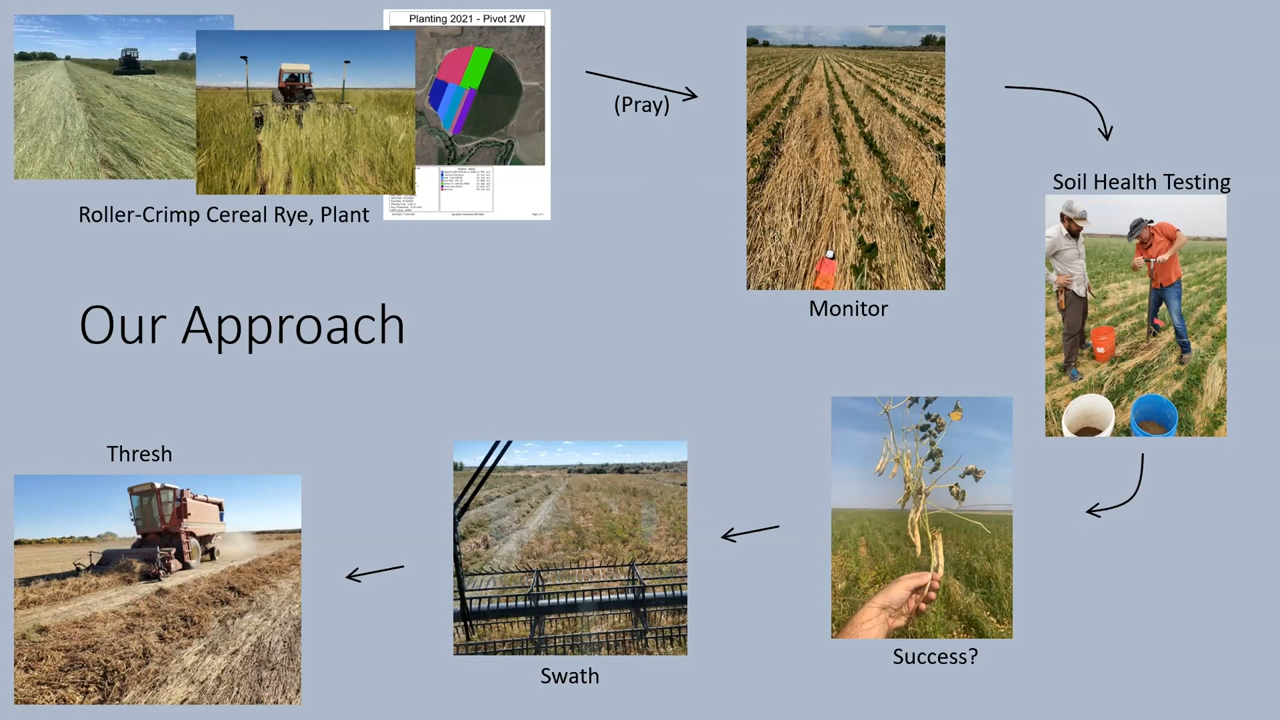 Planting 2021 - Pivot 2W
(Pray)
Roller-Crimp Cereal Rye, Plant
Monitor
Soil Health Testing
Our Approach
Success?
Swath
Thresh